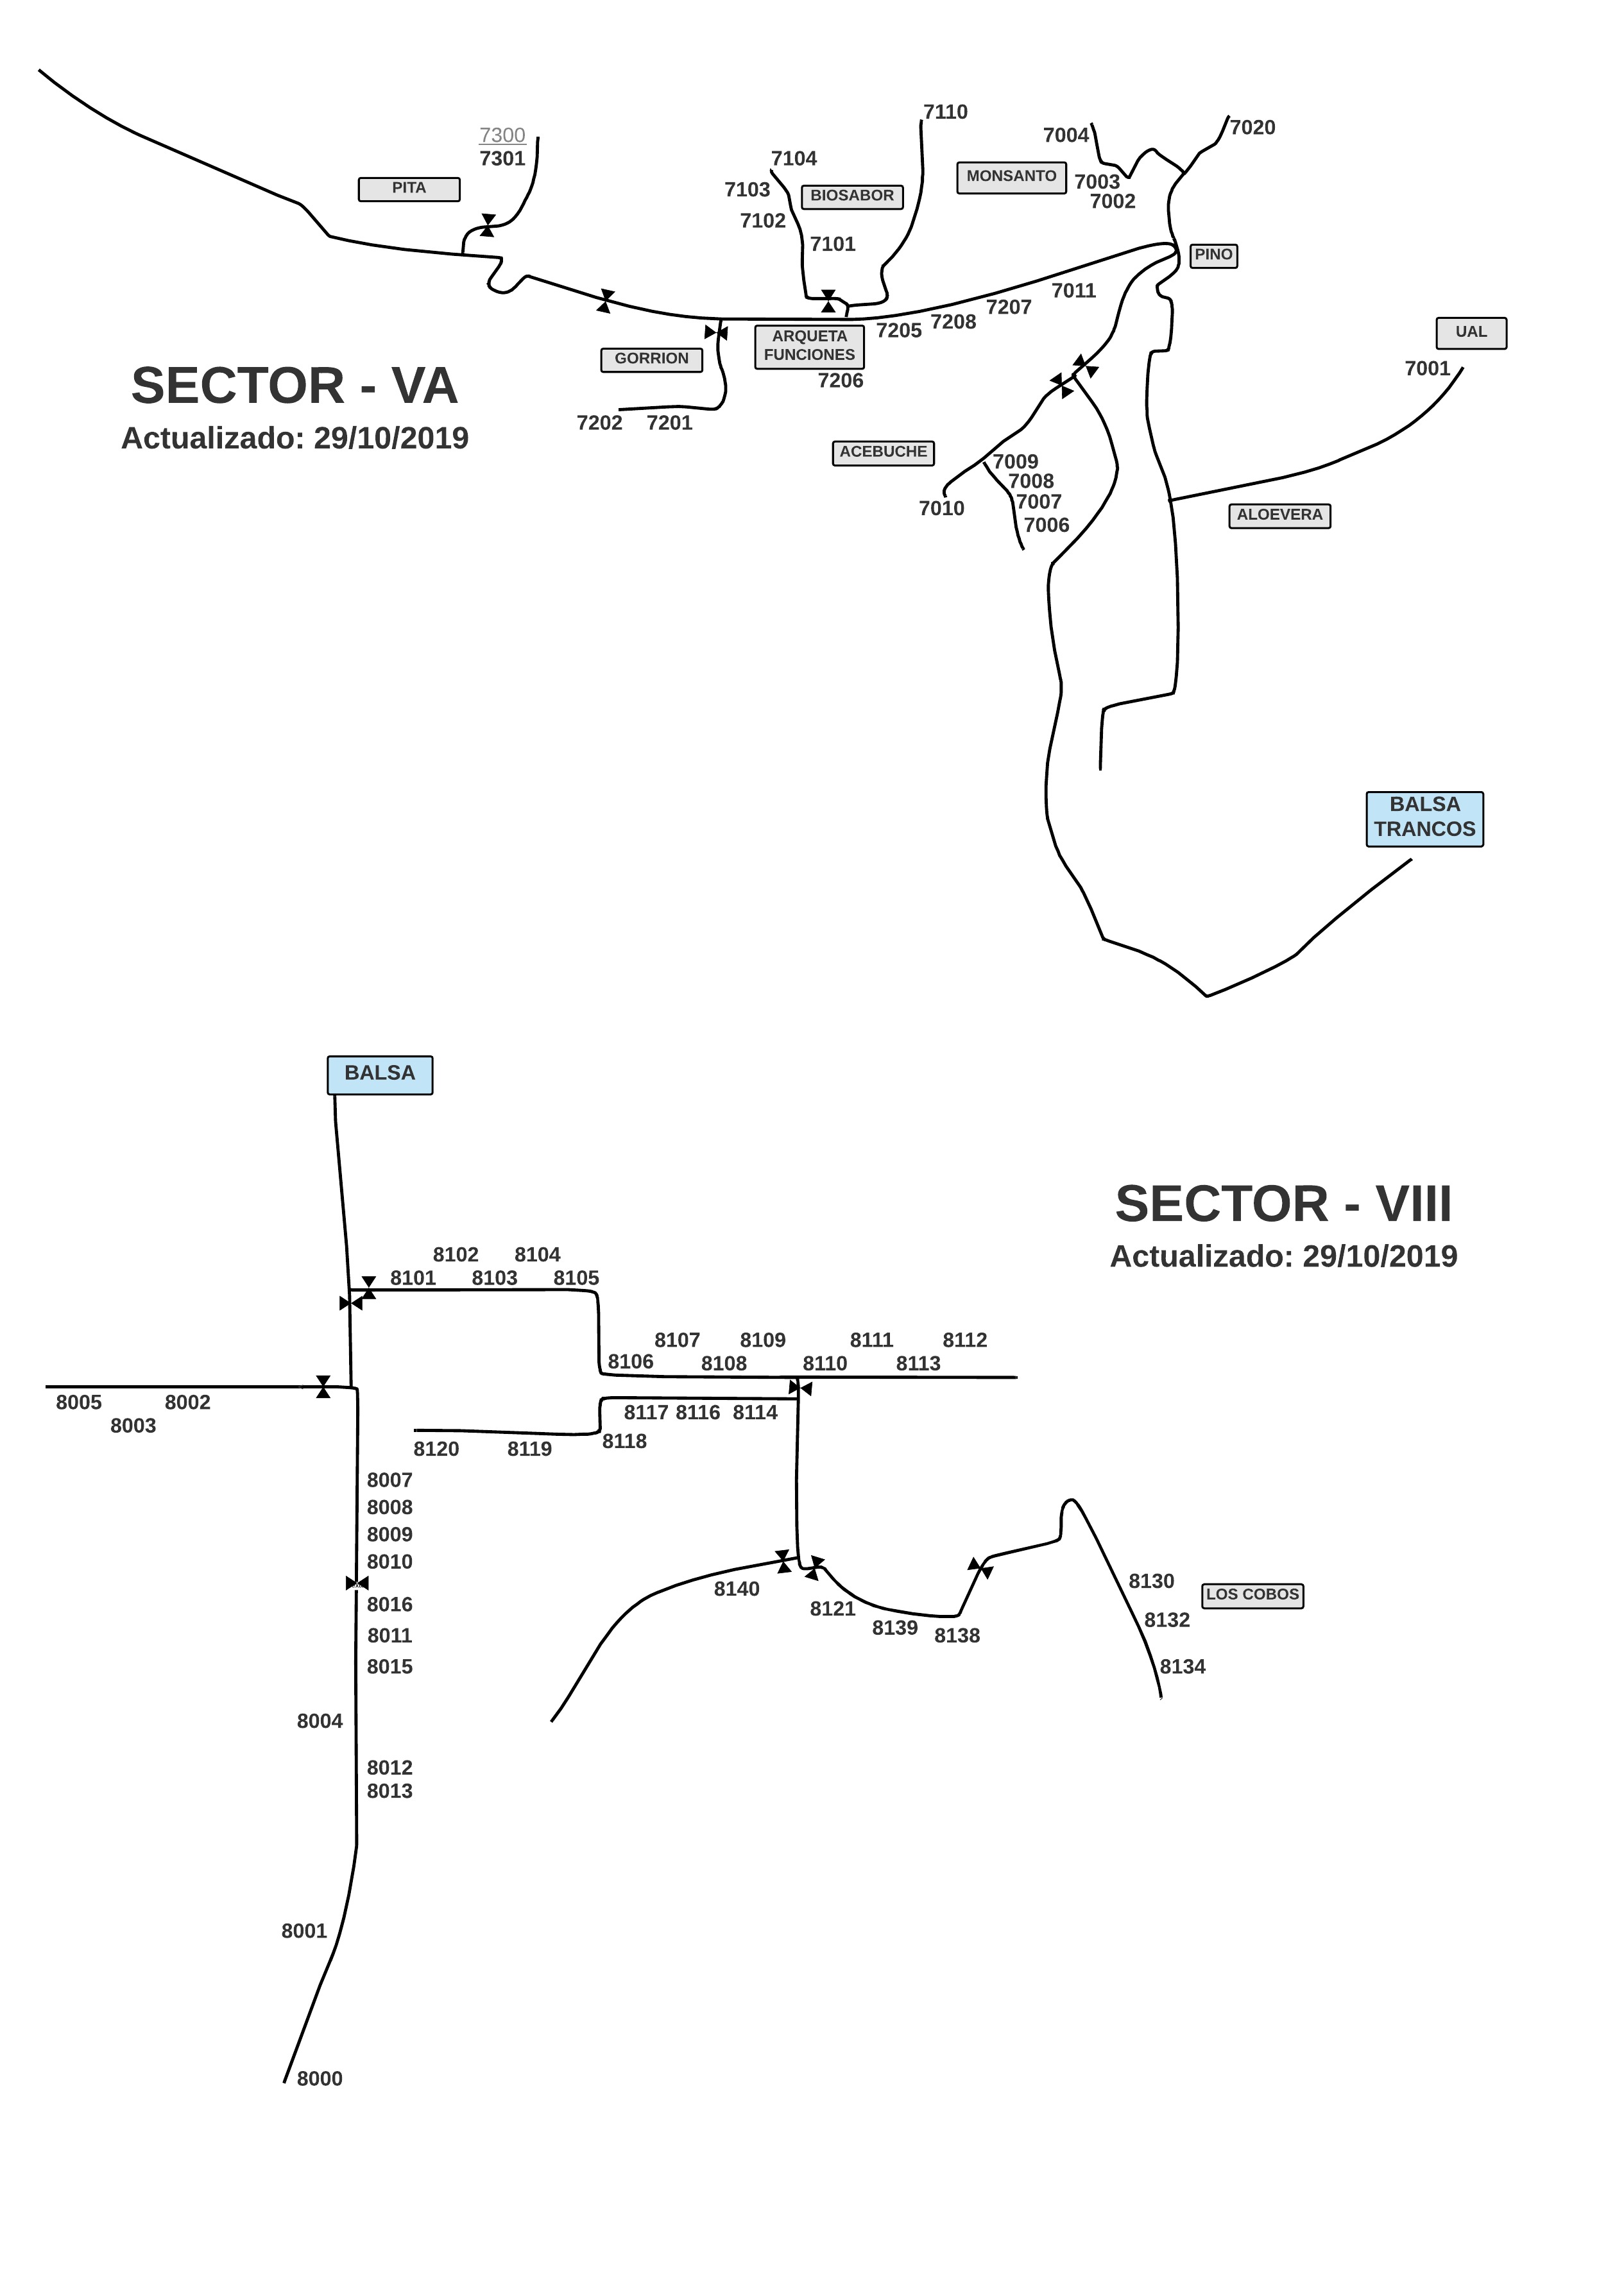 7110
7020
7004
7300
7301
7104
MONSANTO
7003
7002
PITA
7103
BIOSABOR
7102
7101
PINO
7011
7207
7208
7205
ARQUETA
FUNCIONES
7206
GORRION
UAL
7001
SECTOR - VA
Actualizado: 29/10/2019
7202 7201
ACEBUCHE
7009
7008
7007
7006
7010
ALOEVERA
BALSA
TRANCOS
BALSA
SECTOR - VIII
Actualizado: 29/10/2019
8102 8104
8101 8103 8105
8107 8109 8111 8112
8106 8108 8110 8113
8005 8002
8003
8117 8116 8114
8118
8120 8119
8007
8008
8009
8010
8016
8011
8015
8004
8012
8013
8001
8000
8140
8121
8139
8138
8130
LOS COBOS
8132
8134